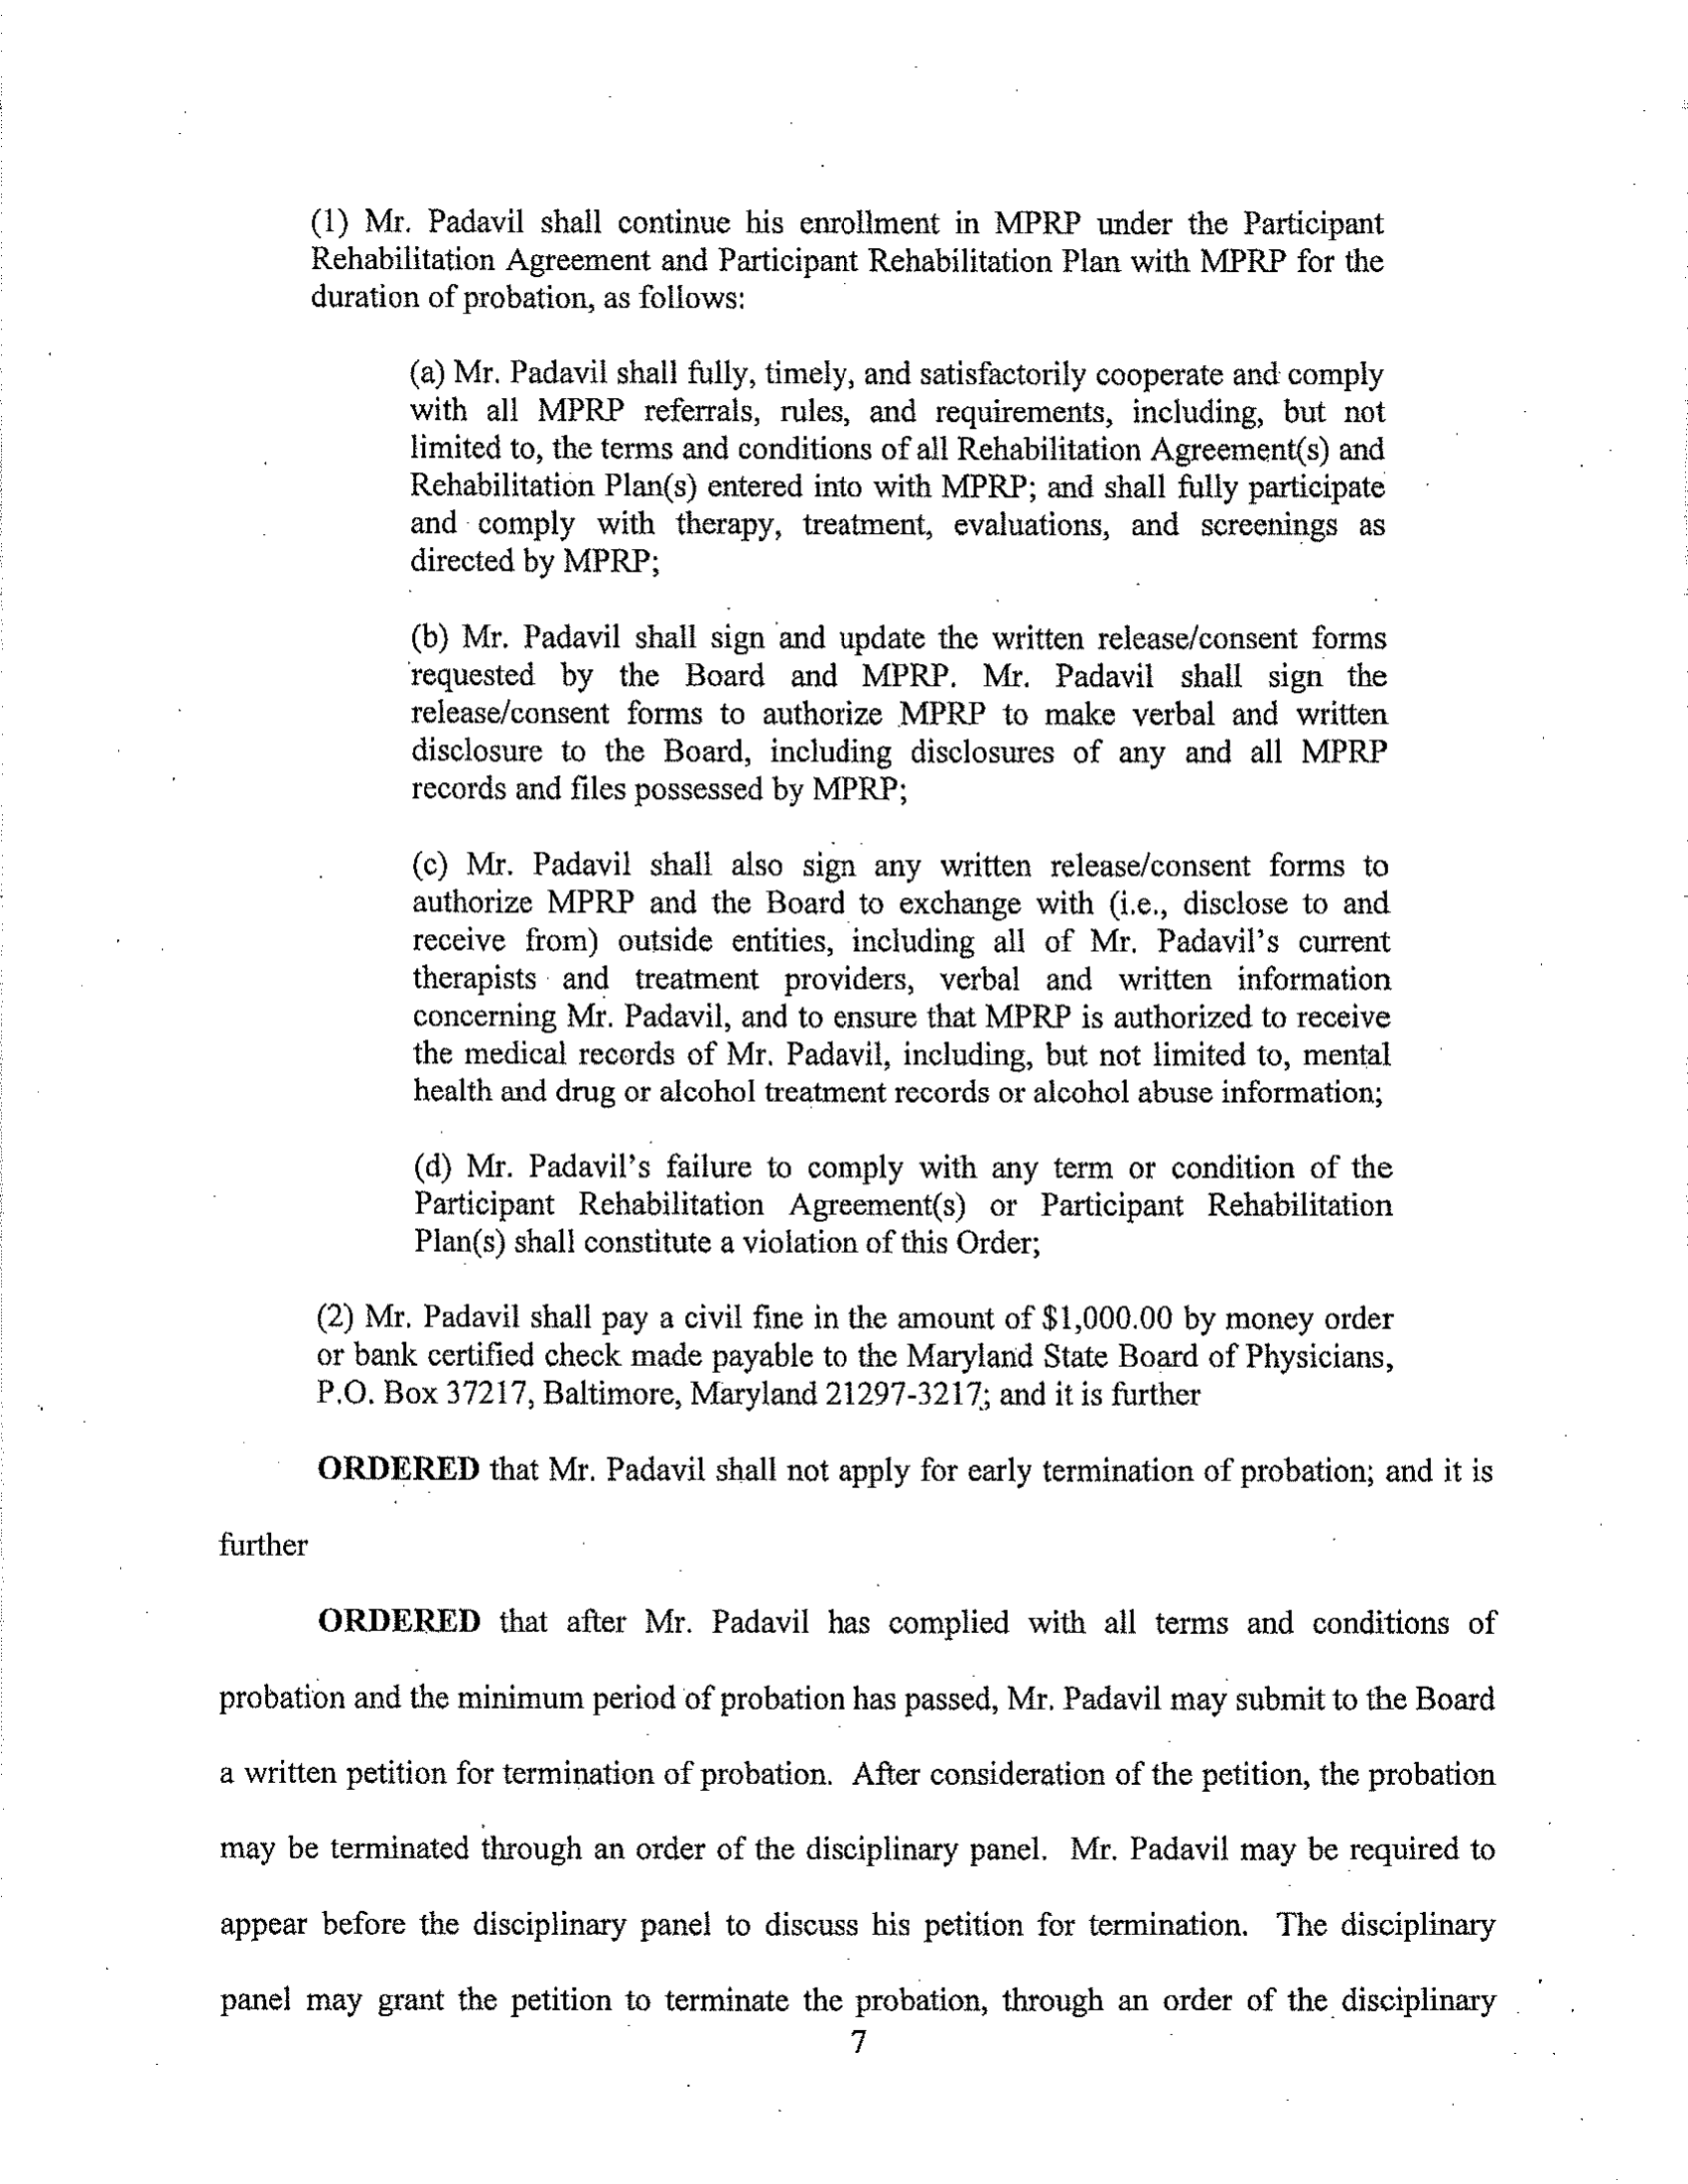 (1) Mr. Padavil shall continue his enrollment in MPRP under the Participant
Rehabilitation Agreement and Participant Rehabilitation Plan with MPRP for the
duration of probation, as follows:
(a) Mr. Padavil shall fully, timely, and satisfactorily cooperate and comply
with all MPRP referrals, rules, and requirements, including, but not
limited to, the terms and conditions of all Rehabilitation Agreement(s) and
Rehabilitation Plan(s) entered into with MPRP; and shall fully participate
and comply with therapy, treatment, evaluations, and screenings as
directed by MPRP;
(b) Mr. Padavil shall sign and update the written release/consent forms
requested by the Board and MPRP. Mr. Padavil shall sign the
release/consent forms to authorize MPRP to make verbal and written
disclosure to the Board, including disclosures of any and all MPRP
records and files possessed by MPRP;
(c) Mr. Padavil shall also sign any written release/consent forms to
authorize MPRP and the Board to exchange with (i.e., disclose to and
receive from) outside entities, including all of Mr. Padavil's current
therapists and treatment providers, verbal and written information
concerning Mr. Padavil, and to ensure that MPRP is authorized to receive
the medical records of Mr. Padavil, including, but not limited to, mental
health and drug or alcohol treatment records or alcohol abuse information;
(d) Mr. Padavil's failure to comply with any term or condition of the
Participant Rehabilitation Agreement(s) or Participant Rehabilitation
Plan(s) shall constitute a violation of this Order;
(2) Mr. Padavil shall pay a civil fine in the amount of $1,000.00 by money order
or bank certified check made payable to the Maryland State Board of Physicians,
P.O. Box 37217, Baltimore, Maryland 21297-3217; and it is further
ORDERED that Mr. Padavil shall not apply for early termination of probation; and it is
further
ORDERED that after Mr. Padavil has complied with all terms and conditions of
probation and the minimum period of probation has passed, Mr. Padavil may submit to the Board
a written petition for termination of probation. After consideration of the petition, the probation
may be terminated through an order of the disciplinary panel. Mr. Padavil may be required to
appear before the disciplinary panel to discuss his petition for termination. The disciplinary
panel may grant the petition to terminate the probation, through an order of the disciplinary
7